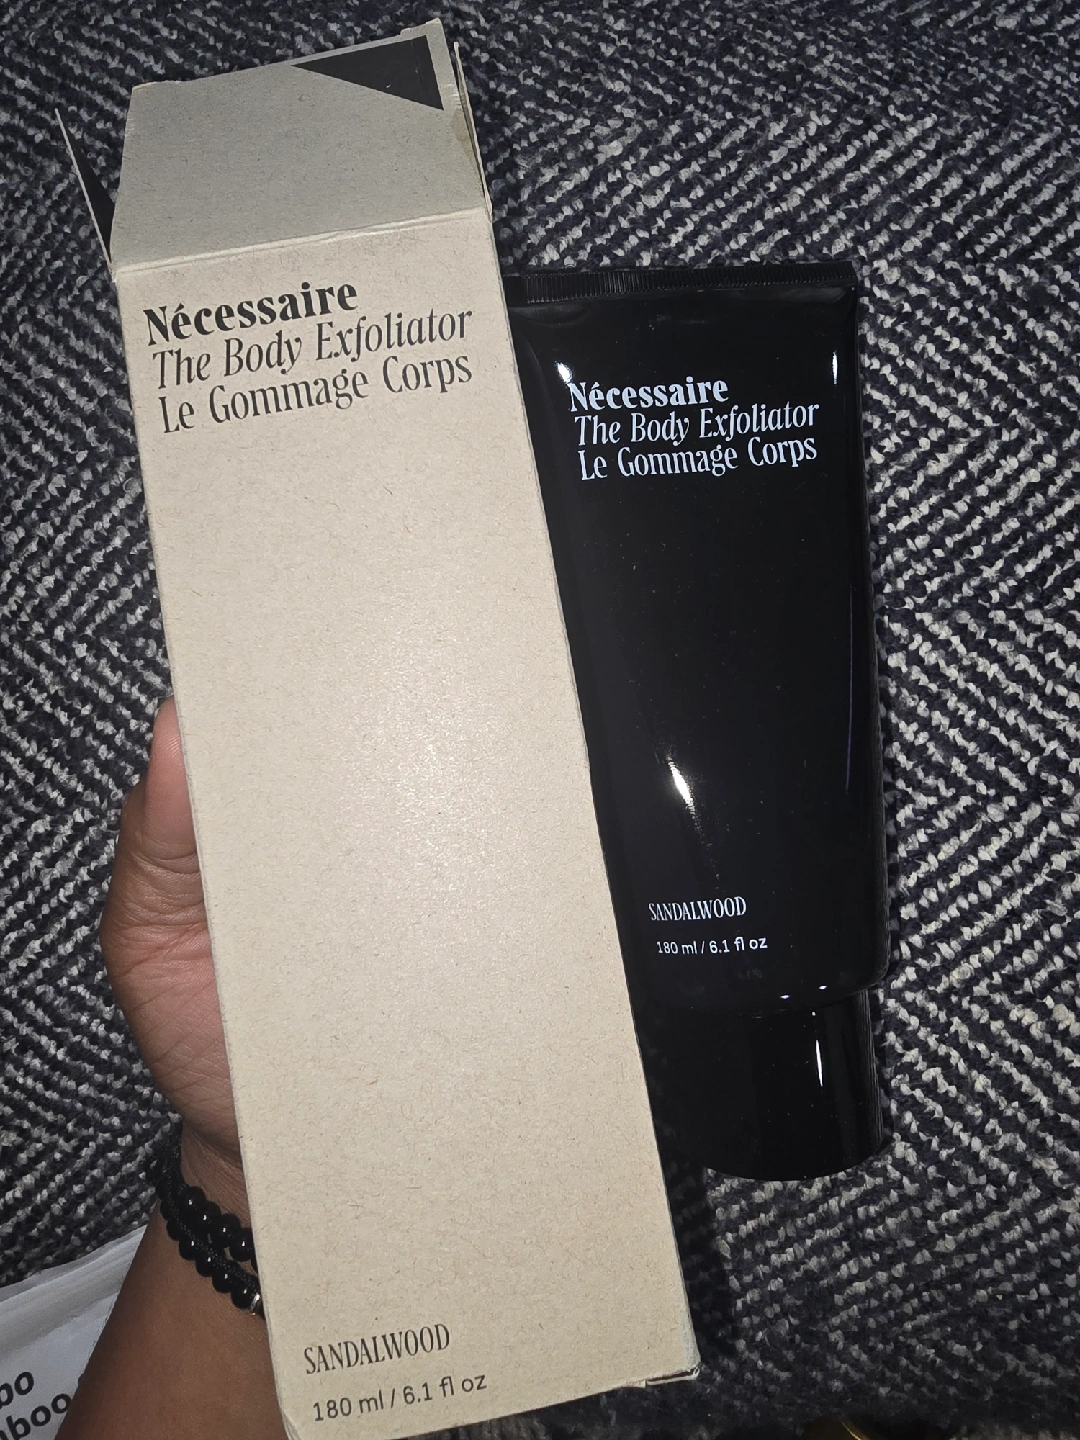 Nécessaire
The Body Exfoliator
Le Gommage Corps
SANDALWOOD
180 ml / 6.1 fl oz
Nécessaire
The Body Exfoliator
Le Gommage Corps
SANDALWOOD
180 ml / 6.1 fl oz